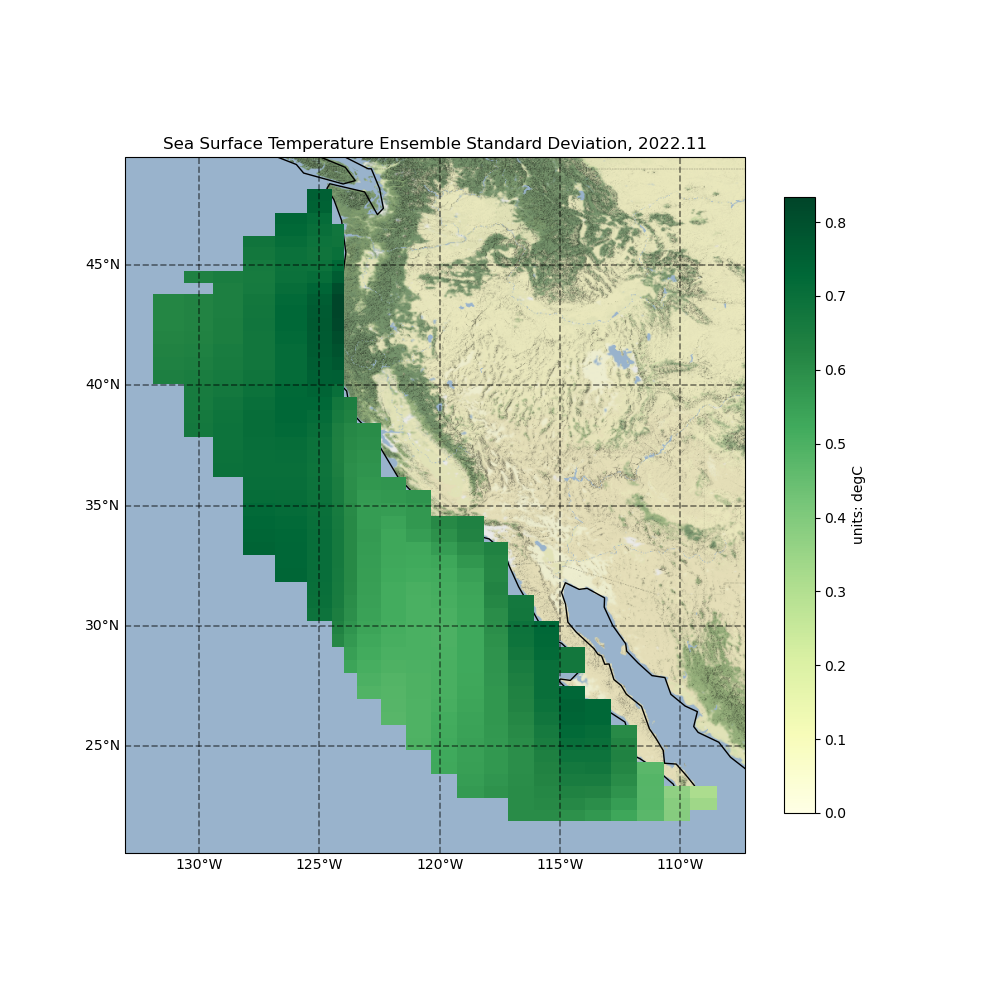 Sea Surface Temperature Ensemble Standard Deviation, 2022.11
45°N
40°N
35°N
30°N
25°N
130°W
125°W
120°W
115°W
110°W
0.8
0.7
0.6
0.5
0.4
0.3
0.2
0.1
0.0
units: degC